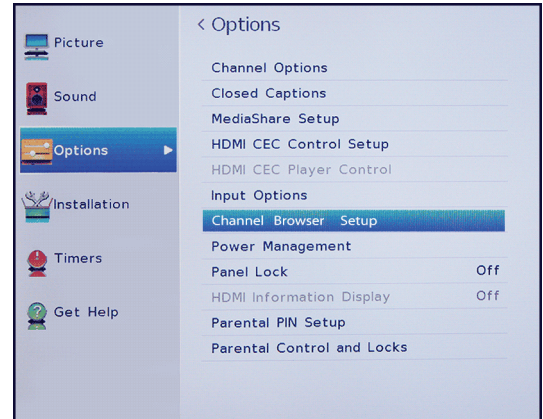 Picture
Sound
Options
Installation
Timers
Get Help
< Options
Channel Options
Closed Captions
MediaShare Setup
HDMI CEC Control Setup
HDMI CEC Player Control
Input Options
Channel Browser Setup
Power Management
Panel Lock Off
HDMI Information Display Off
Parental PIN Setup
Parental Control and Locks